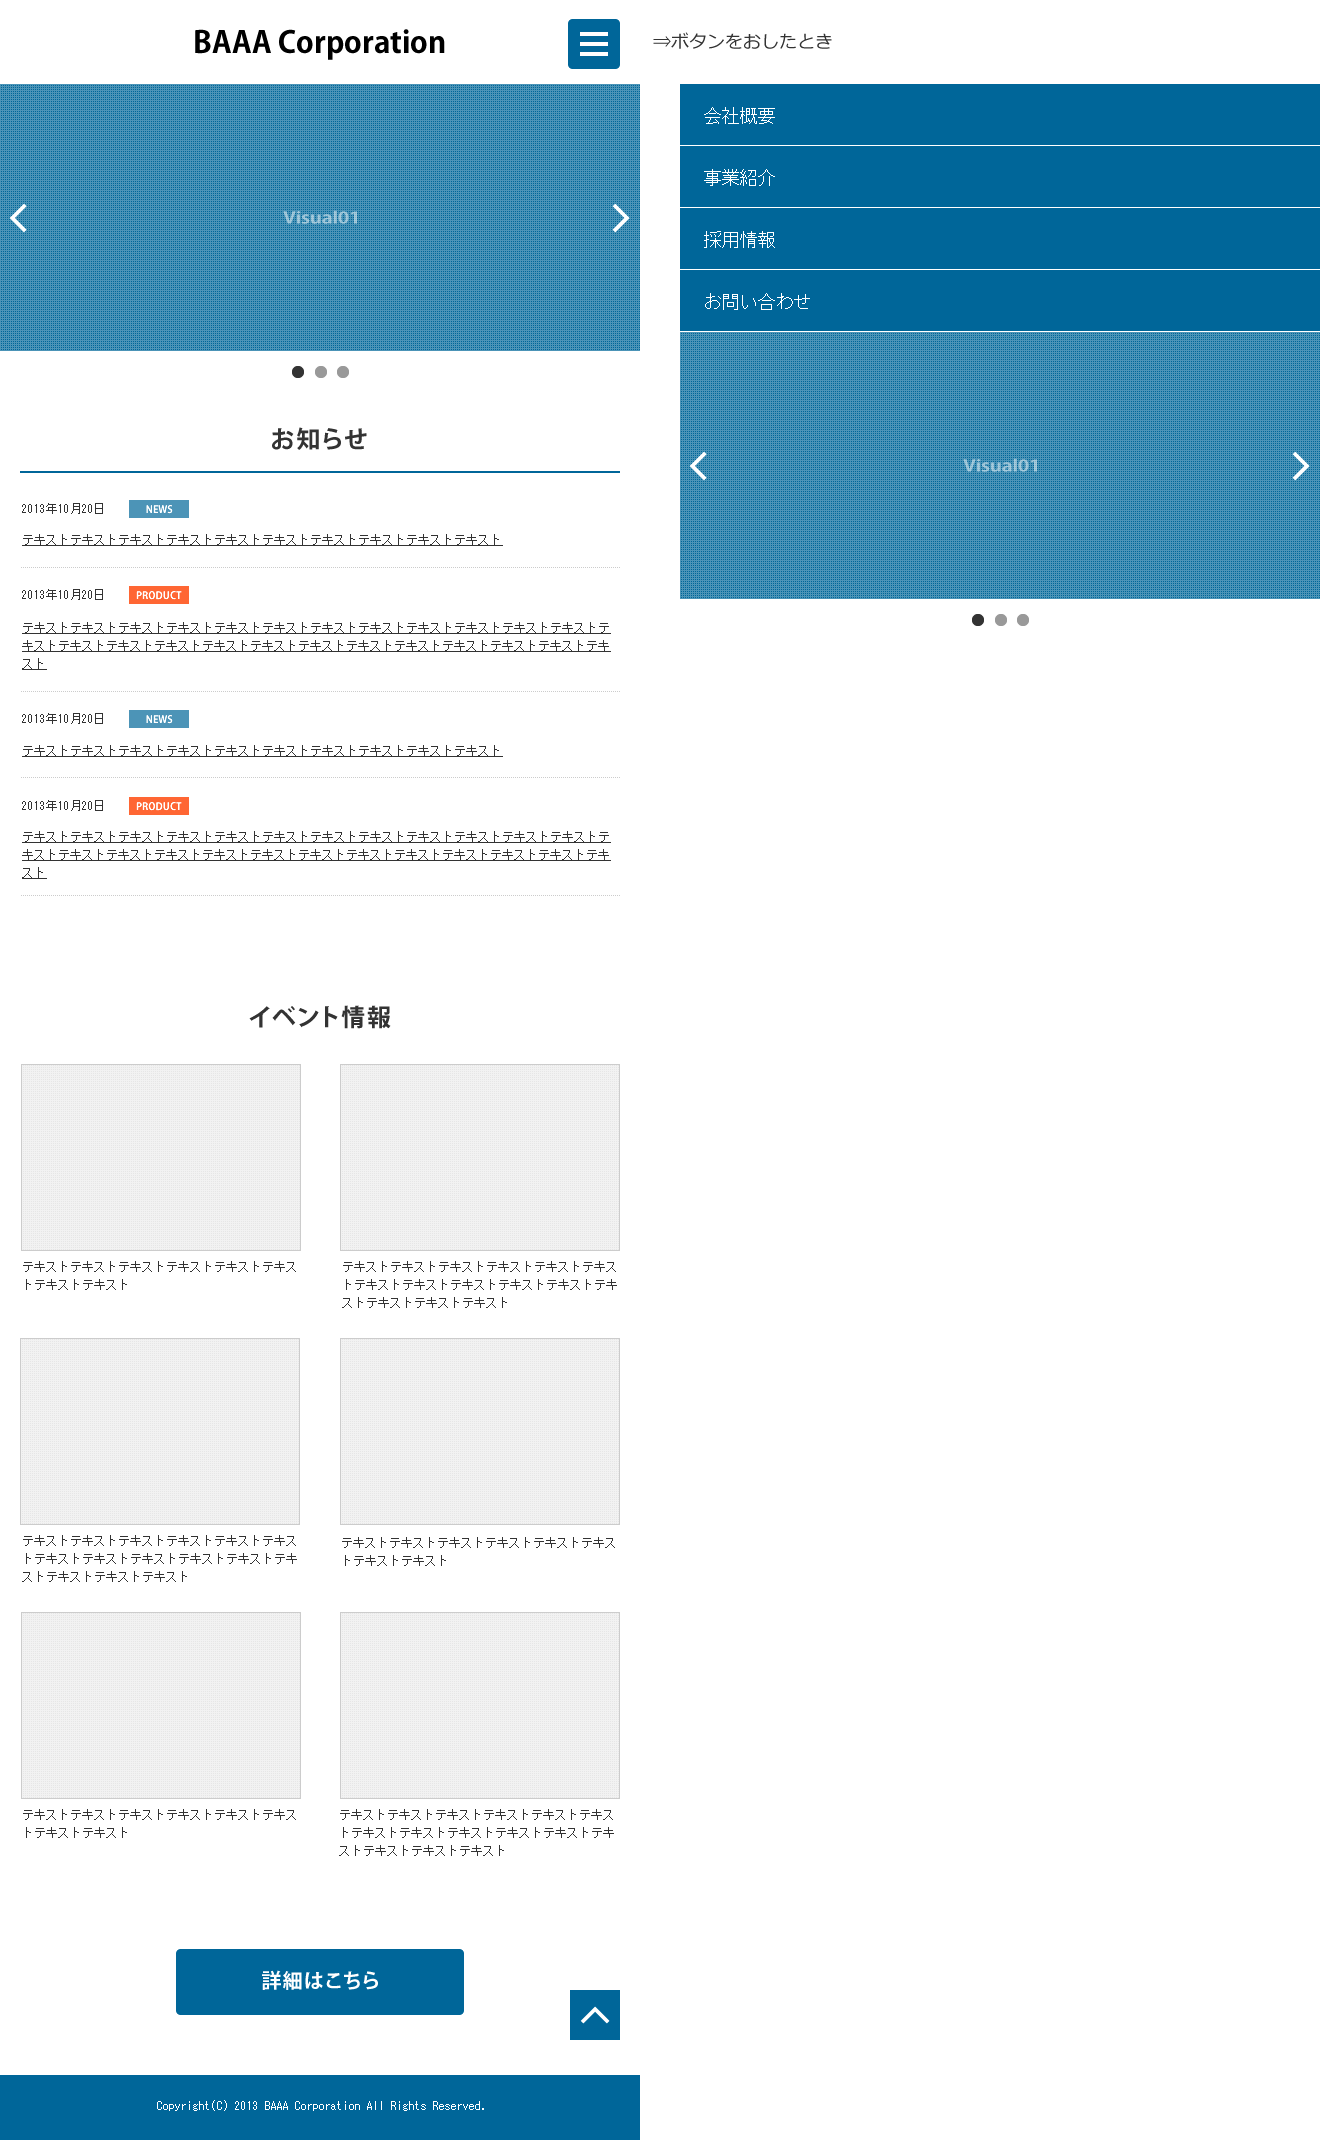 BAAA Corporation
⇒ボタンをおしたとき
Visual01
お知らせ
2013年10月20日 NEWS
テキストテキストテキストテキストテキストテキストテキストテキストテキストテキスト
2013年10月20日 PRODUCT
テキストテキストテキストテキストテキストテキストテキストテキストテキストテキストテキストテキストテ
キストテキストテキストテキストテキストテキストテキストテキストテキストテキストテキストテキストテキ
スト
2013年10月20日 NEWS
テキストテキストテキストテキストテキストテキストテキストテキストテキストテキスト
2013年10月20日 PRODUCT
テキストテキストテキストテキストテキストテキストテキストテキストテキストテキストテキストテキストテ
キストテキストテキストテキストテキストテキストテキストテキストテキストテキストテキストテキストテキ
スト
イベント情報
テキストテキストテキストテキストテキストテキス
トテキストテキスト
テキストテキストテキストテキストテキストテキス
トテキストテキストテキストテキストテキストテキ
ストテキストテキストテキスト
テキストテキストテキストテキストテキストテキス
トテキストテキストテキストテキストテキストテキ
ストテキストテキストテキスト
テキストテキストテキストテキストテキストテキス
トテキストテキスト
テキストテキストテキストテキストテキストテキス
トテキストテキスト
テキストテキストテキストテキストテキストテキス
トテキストテキストテキストテキストテキストテキ
ストテキストテキストテキスト
詳細はこちら
Copyright(C) 2013 BAAA Corporation All Rights Reserved.
会社概要
事業紹介
採用情報
お問い合わせ
Visual01